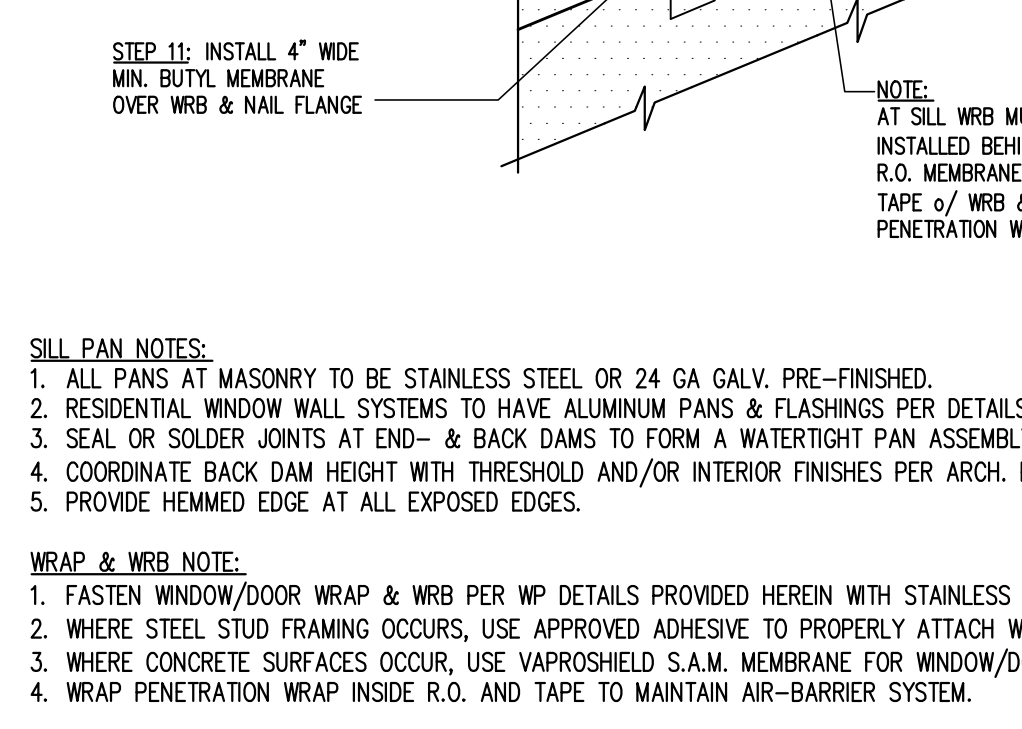 STEP 11: INSTALL 4" WIDE
MIN. BUTYL MEMBRANE
OVER WRB & NAIL FLANGE
NOTE:
AT SILL WRB
INSTALLED
R.O. MEMBRANE
TAPE o/ WRB &
PENETRATION
SILL PAN NOTES:
1. ALL PANS AT MASONRY TO BE STAINLESS STEEL OR 24 GA GALV. PRE-FINISHED.
2. RESIDENTIAL WINDOW WALL SYSTEMS TO HAVE ALUMINUM PANS & FLASHINGS PER DETAILS
3. SEAL OR SOLDER JOINTS AT END- & BACK DAMS TO FORM A WATERTIGHT PAN
4. COORDINATE BACK DAM HEIGHT WITH THRESHOLD AND/OR INTERIOR FINISHES PER ARCH.
5. PROVIDE HEMMED EDGE AT ALL EXPOSED EDGES.
WRAP & WRB NOTE:
1. FASTEN WINDOW/DOOR WRAP & WRB PER WP DETAILS PROVIDED HEREIN WITH STAINLESS
2. WHERE STEEL STUD FRAMING OCCURS, USE APPROVED ADHESIVE TO PROPERLY ATTACH
3. WHERE CONCRETE SURFACES OCCUR, USE VAPROSHIELD S.A.M. MEMBRANE FOR
4. WRAP PENETRATION WRAP INSIDE R.O. AND TAPE TO MAINTAIN AIR-BARRIER SYSTEM.